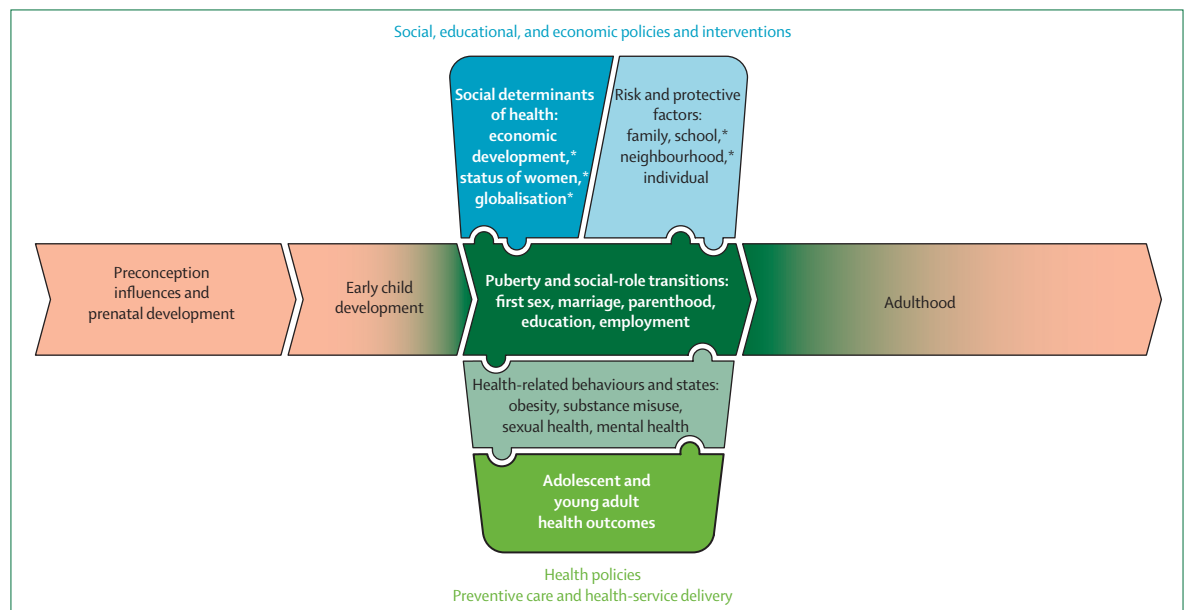 Social, educational, and economic policies and interventions
Social determinants
of health:
economic
development,*
status of women,*
globalisation*
Risk and protective
factors:
family, school,*
neighbourhood,*
individual
Preconception
influences and
prenatal development
Early child
development
Puberty and social-role transitions:
first sex, marriage, parenthood,
education, employment
Adulthood
Health-related behaviours and states:
obesity, substance misuse,
sexual health, mental health
Adolescent and
young adult
health outcomes
Health policies
Preventive care and health-service delivery